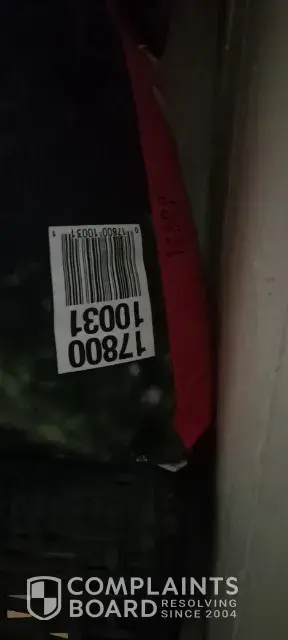 17800
10031
0 17800 10031 1
COMPLAINTS
BOARD RESOLVING
SINCE 2004